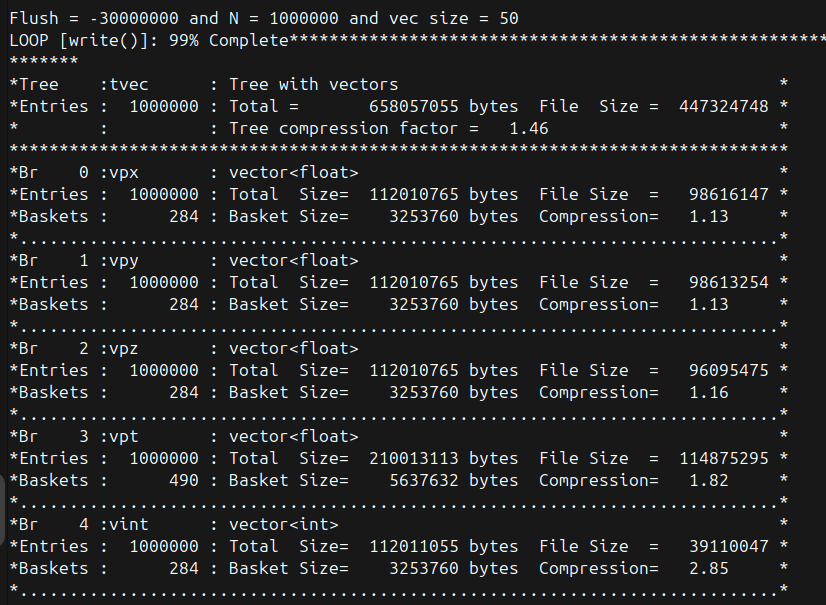 Flush = -30000000 and N = 1000000 and vec size = 50
LOOP [write()]: 99% Complete******************************************************
*******
*Tree    :tvec      : Tree with vectors                                      *
*Entries :  1000000 : Total =       658057055 bytes  File  Size =  447324748 *
*        :          : Tree compression factor =   1.46                       *
******************************************************************************
*Br    0 :vpx       : vector<float>                                          *
*Entries :  1000000 : Total  Size=  112010765 bytes  File Size  =   98616147 *
*Baskets :      284 : Basket Size=    3253760 bytes  Compression=   1.13     *
*............................................................................*
*Br    1 :vpy       : vector<float>                                          *
*Entries :  1000000 : Total  Size=  112010765 bytes  File Size  =   98613254 *
*Baskets :      284 : Basket Size=    3253760 bytes  Compression=   1.13     *
*............................................................................*
*Br    2 :vpz       : vector<float>                                          *
*Entries :  1000000 : Total  Size=  112010765 bytes  File Size  =   96095475 *
*Baskets :      284 : Basket Size=    3253760 bytes  Compression=   1.16     *
*............................................................................*
*Br    3 :vpt       : vector<float>                                          *
*Entries :  1000000 : Total  Size=  210013113 bytes  File Size  =  114875295 *
*Baskets :      490 : Basket Size=    5637632 bytes  Compression=   1.82     *
*............................................................................*
*Br    4 :vint      : vector<int>                                            *
*Entries :  1000000 : Total  Size=  112011055 bytes  File Size  =   39110047 *
*Baskets :      284 : Basket Size=    3253760 bytes  Compression=   2.85     *
*............................................................................*